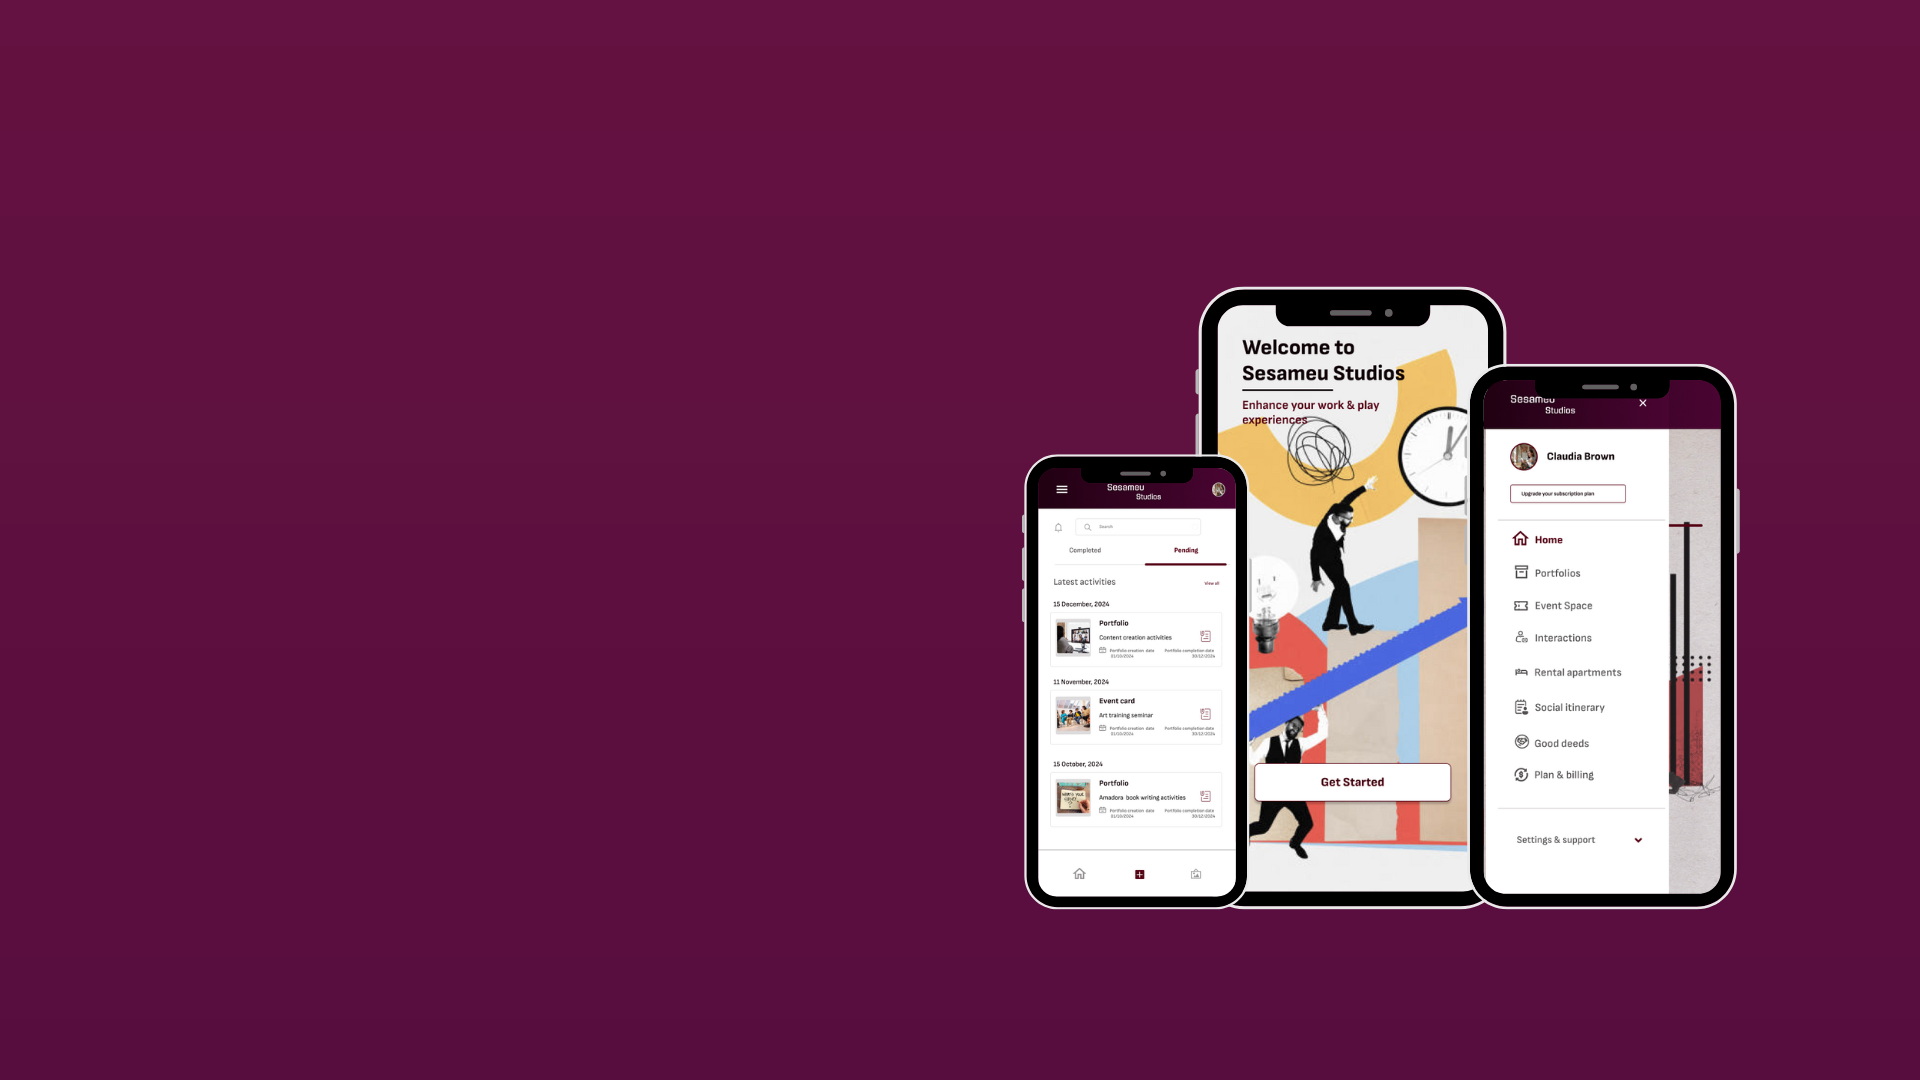 Welcome to
Sesameu Studios
Enhance your work & play
experiences
Get Started
Sesameu
Studios
Search
Completed
Pending
Latest activities
View all
15 December, 2024
Portfolio
Content creation activities
Portfolio creation date
Portfolio completion date
01/10/2024
30/12/2024
11 November, 2024
Event card
Art training seminar
Portfolio creation date
Portfolio completion date
01/10/2024
30/12/2024
15 October, 2024
Portfolio
Amadora book writing activities
Portfolio creation date
Portfolio completion date
01/10/2024
30/12/2024
Sesameu
Studios
Claudia Brown
Upgrade your subscription plan
Home
Portfolios
Event Space
Interactions
Rental apartments
Social itinerary
Good deeds
Plan & billing
Settings & support